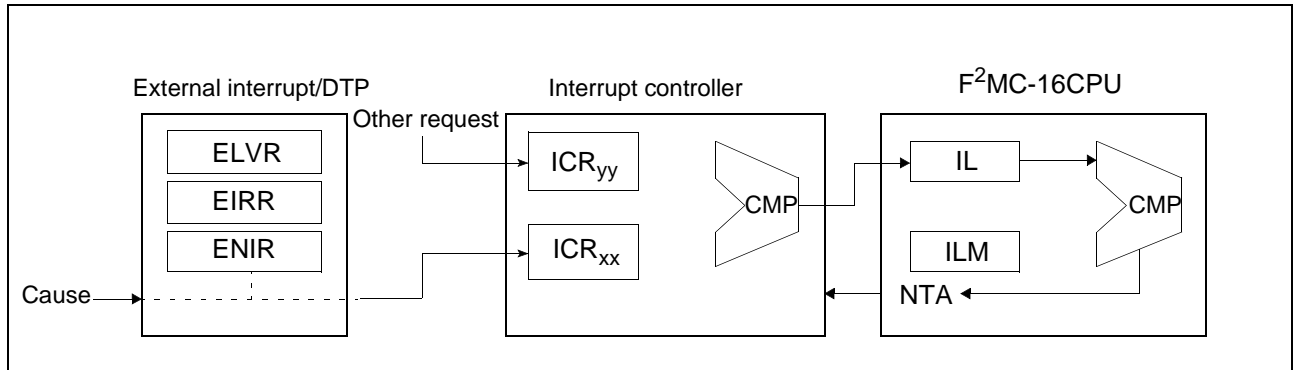 External interrupt/DTP
ELVR
EIRR
ENIR
Cause
Other request
Interrupt controller
ICRyy
ICRxx
CMP
F²MC-16CPU
IL
ILM
CMP
NTA